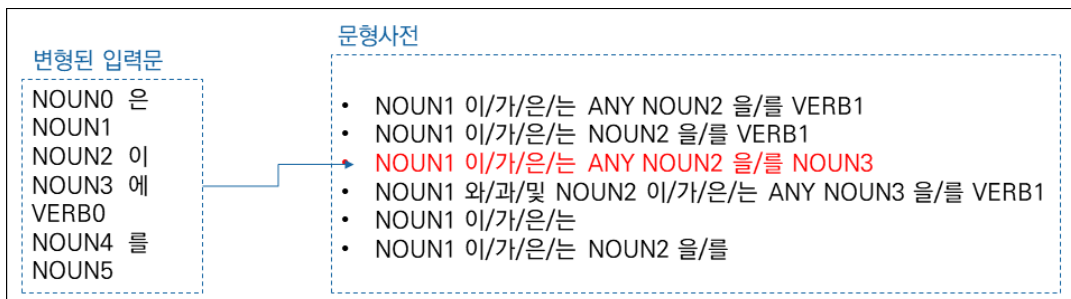 변형된 입력문
NOUN0 은
NOUN1
NOUN2 이
NOUN3 에
VERB0
NOUN4 를
NOUN5
문형사전
• NOUN1 이/가/은/는 ANY NOUN2 을/를 VERB1
• NOUN1 이/가/은/는 NOUN2 을/를 VERB1
• NOUN1 이/가/은/는 ANY NOUN2 을/를 NOUN3
• NOUN1 와/과/및 NOUN2 이/가/은/는 ANY NOUN3 을/를 VERB1
• NOUN1 이/가/은/는
• NOUN1 이/가/은/는 NOUN2 을/를